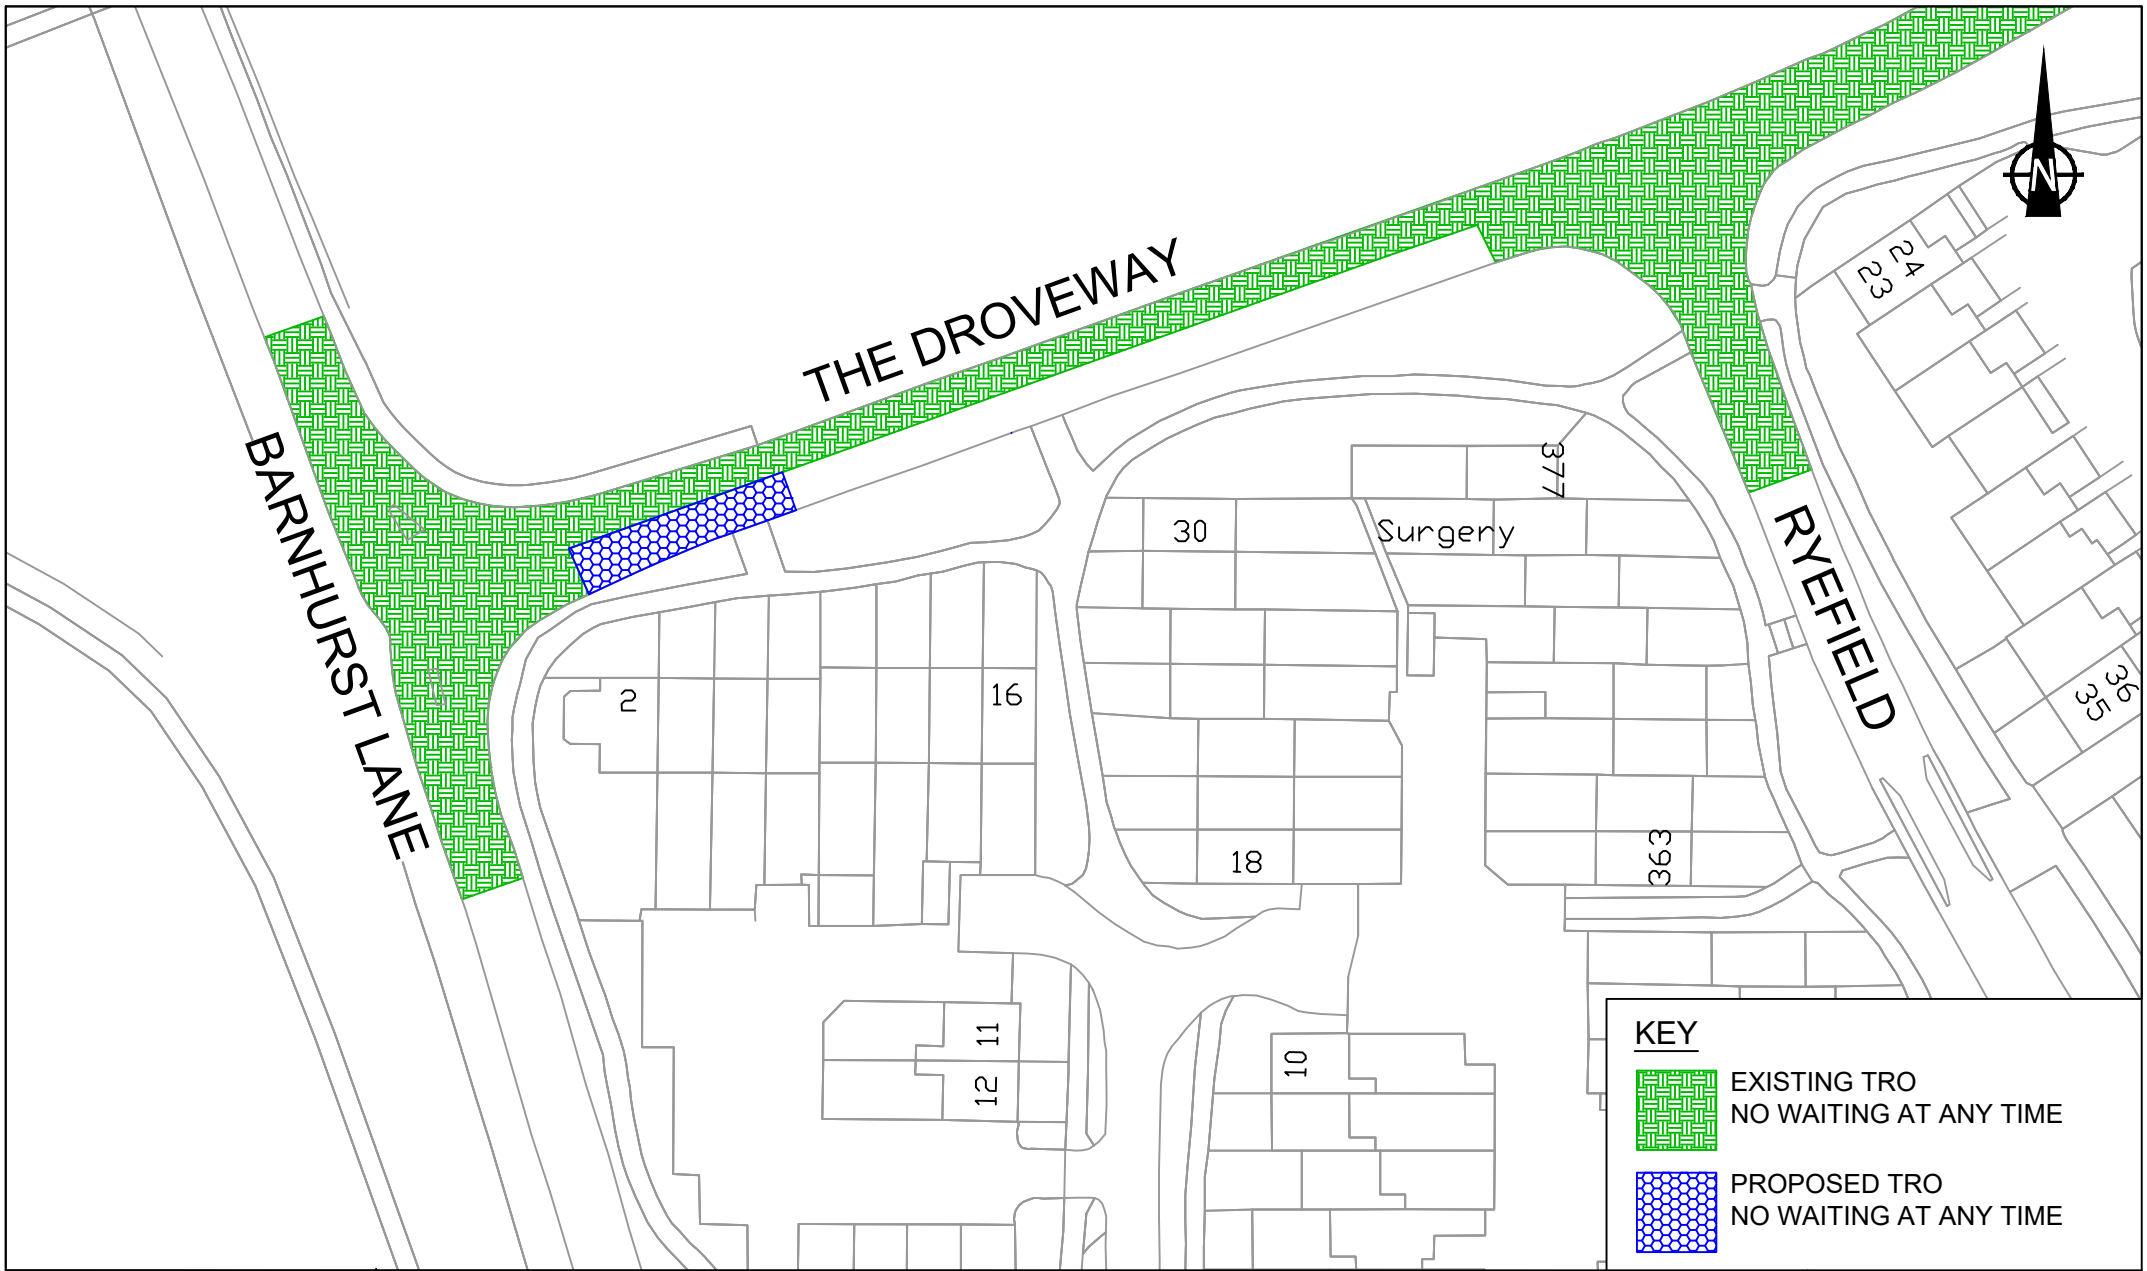 N
24
23
THE DROVEWAY
BARNHURST LANE
377
30
Surgery
RYEFIELD
2
16
36
35
18
363
11
12
10
KEY
EXISTING TRO
NO WAITING AT ANY TIME
PROPOSED TRO
NO WAITING AT ANY TIME